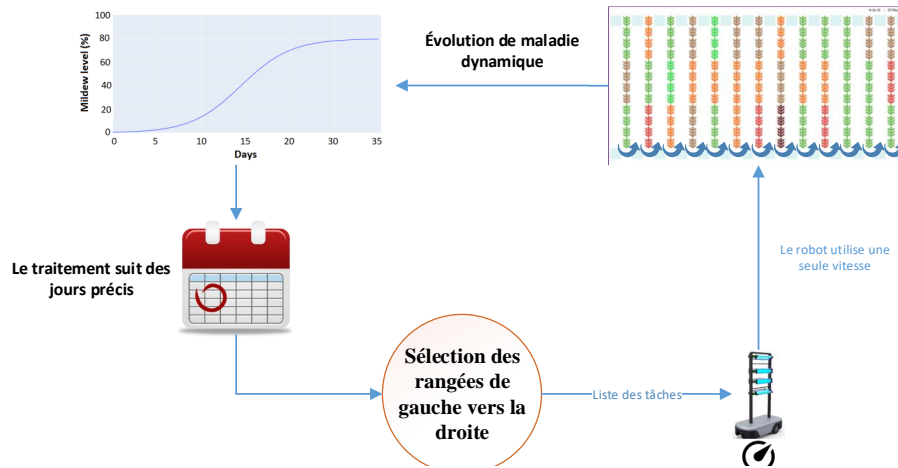 Mildew level (%)
80
60
40
20
0
0 5 10 15 20 25 30 35
Days
Évolution de maladie
dynamique
Le traitement suit des
jours précis
Sélection des
rangées de
gauche vers la
droite
Liste des tâches
Le robot utilise une
seule vitesse